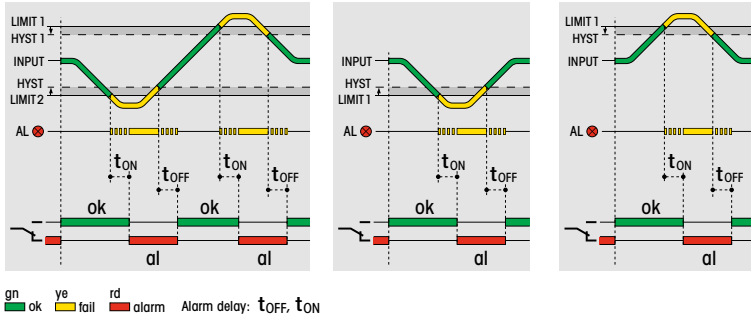 LIMIT 1
HYST 1
INPUT
HYST
LIMIT2
AL
tON
tOFF
tON
tOFF
ok
ok
al
al
INPUT
HYST
LIMIT 1
AL
tON
tOFF
ok
al
LIMIT 1
HYST
INPUT
AL
tON
tOFF
ok
al
gn ye rd
ok fail alarm Alarm delay: tOFF, tON